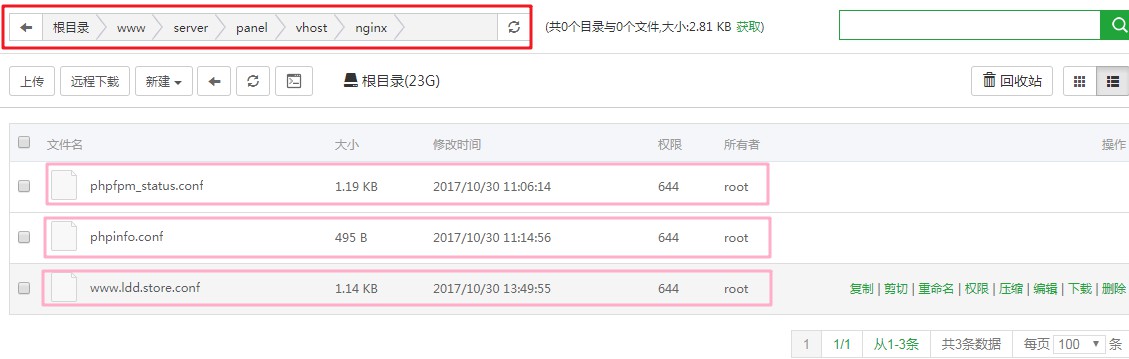 根目录 www server panel vhost nginx (共0个目录与0个文件,大小:2.81 KB 获取)
上传 远程下载 新建 根目录(23G) 回收站
文件名 大小 修改时间 权限 所有者 操作
phpfpm_status.conf 1.19 KB 2017/10/30 11:06:14 644 root
phpinfo.conf 495 B 2017/10/30 11:14:56 644 root
www.ldd.store.conf 1.14 KB 2017/10/30 13:49:55 644 root 复制 | 剪切 | 重命名 | 权限 | 压缩 | 编辑 | 下载 | 删除
1 1/1 从1-3条 共3条数据 每页 100 条